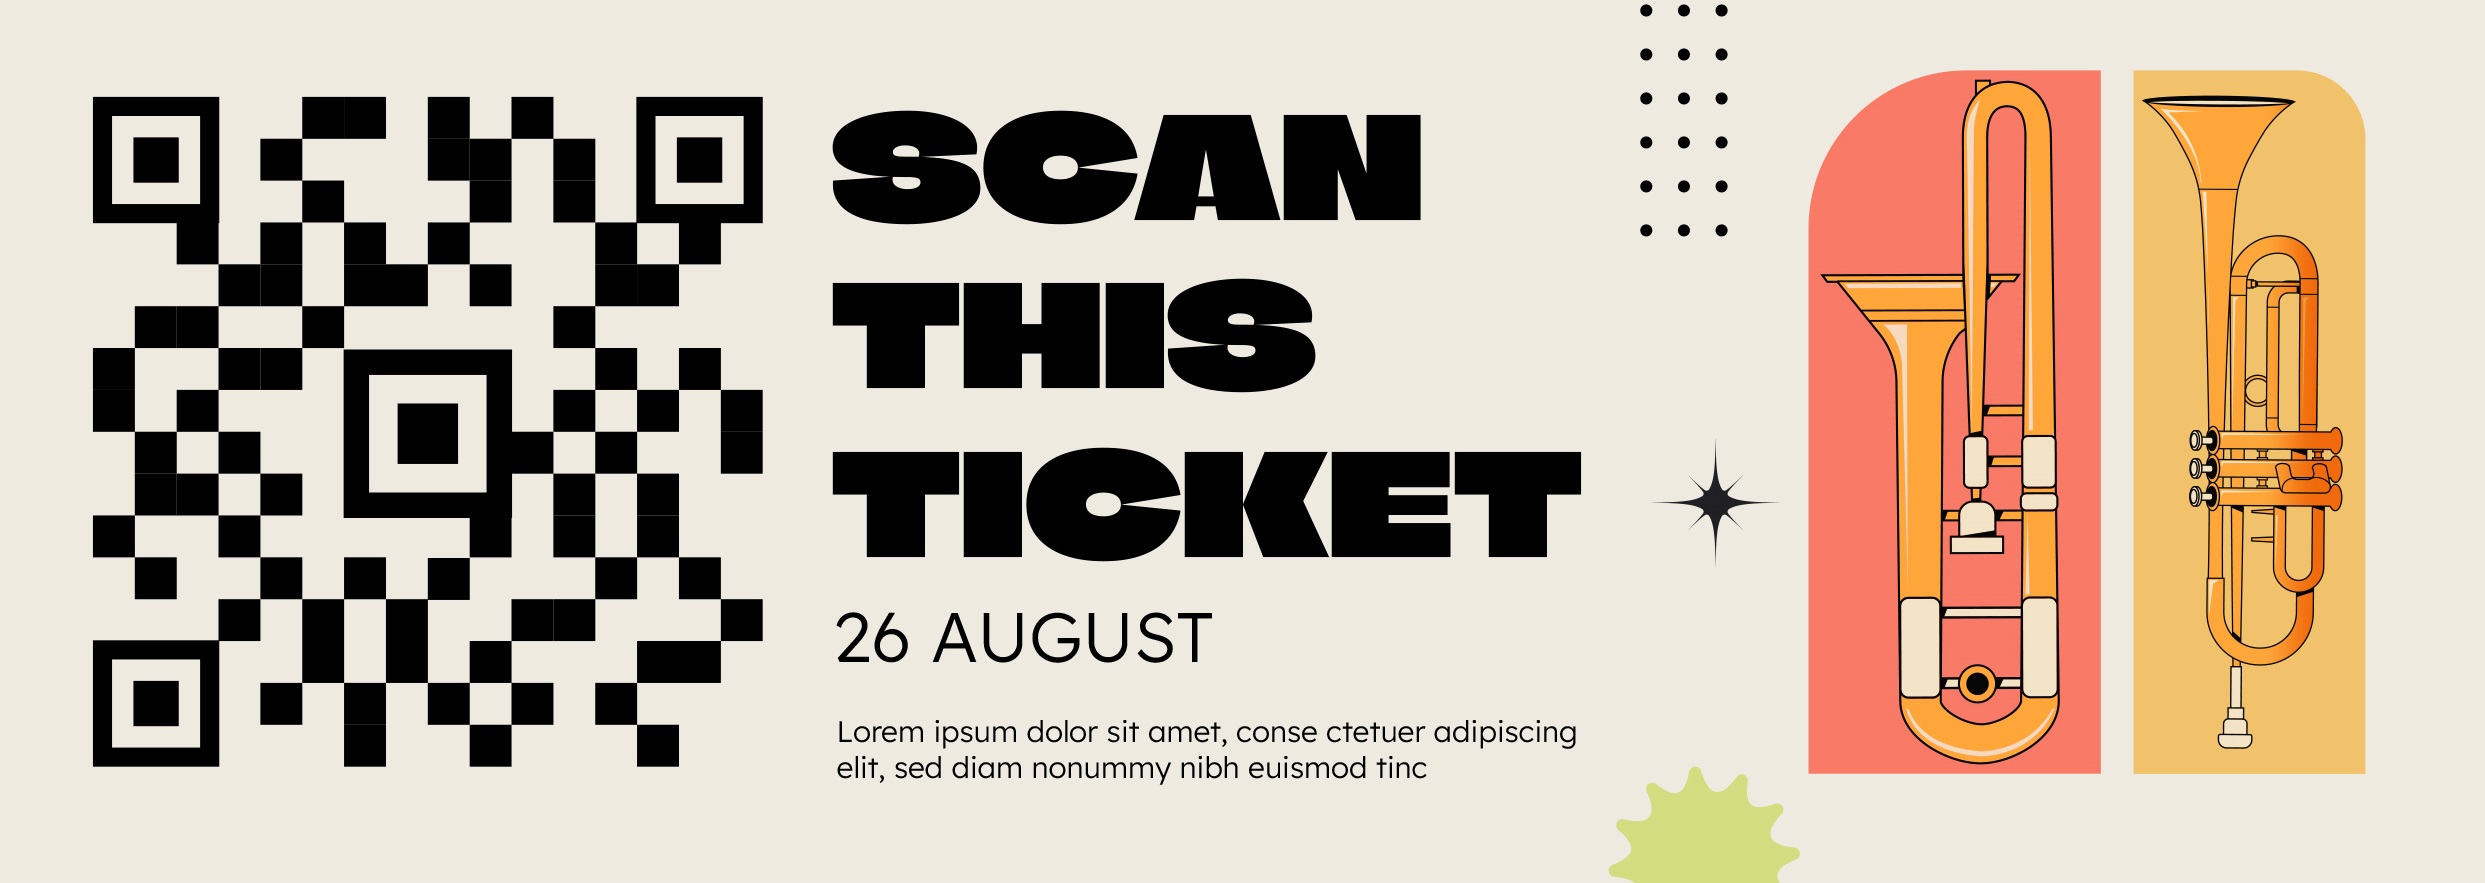 SCAN
THIS
TICKET
26 AUGUST
Lorem ipsum dolor sit amet, conse ctetuer adipiscing
elit, sed diam nonummy nibh euismod tinc